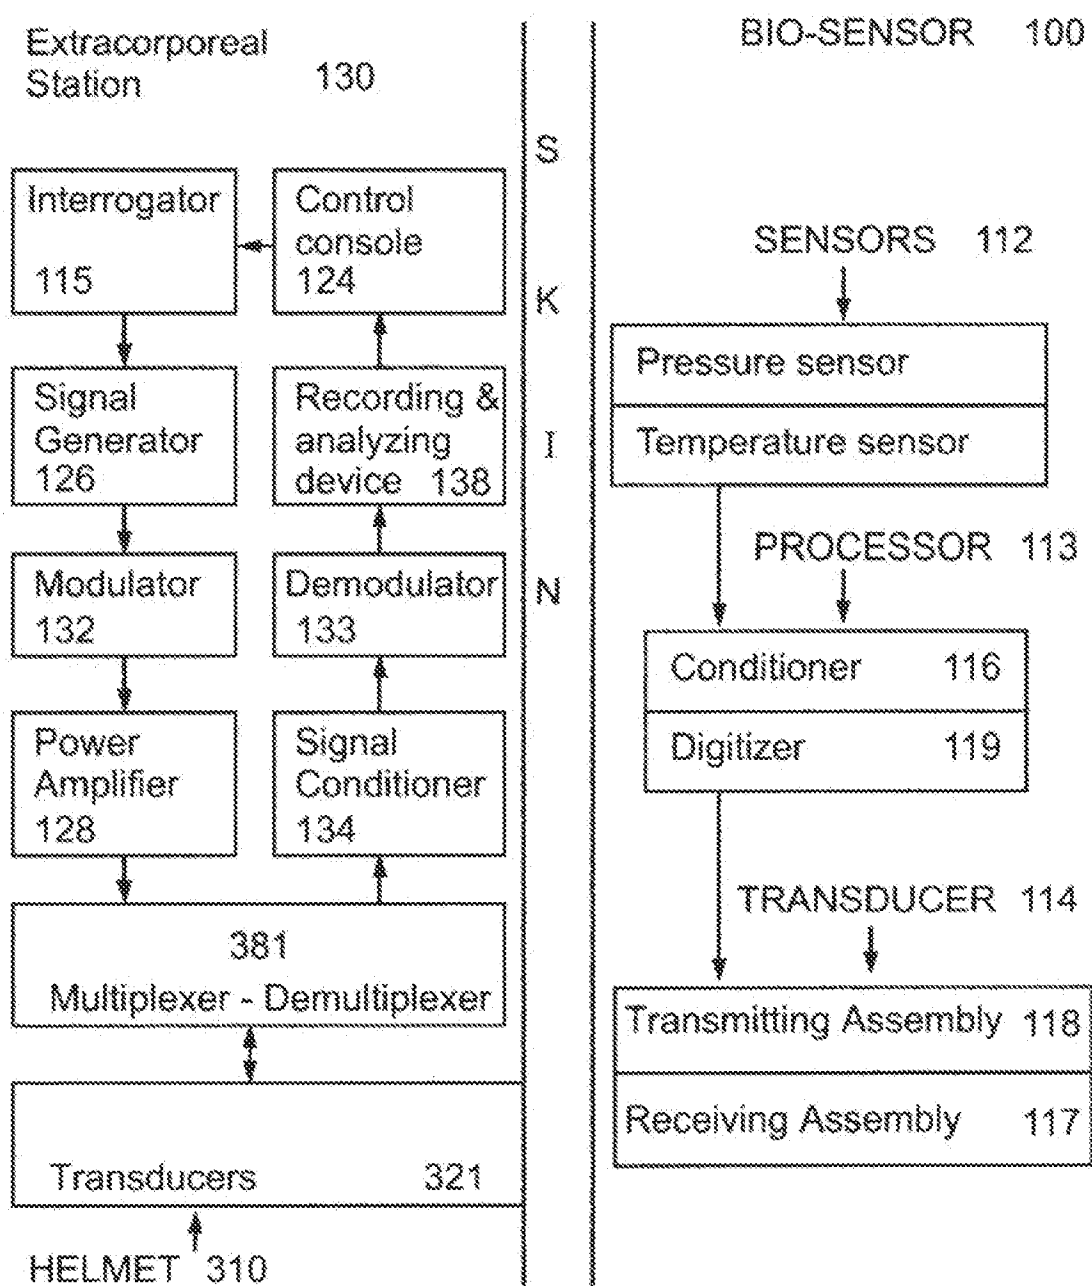 Extracorporeal
Station 130
Interrogator
115
Control
console
124
Signal
Generator
126
Recording &
analyzing
device 138
Modulator
132
Demodulator
133
Power
Amplifier
128
Signal
Conditioner
134
381
Multiplexer - Demultiplexer
Transducers 321
HELMET 310
S
K
I
N
BIO-SENSOR 100
SENSORS 112
Pressure sensor
Temperature sensor
PROCESSOR 113
Conditioner 116
Digitizer 119
TRANSDUCER 114
Transmitting Assembly 118
Receiving Assembly 117